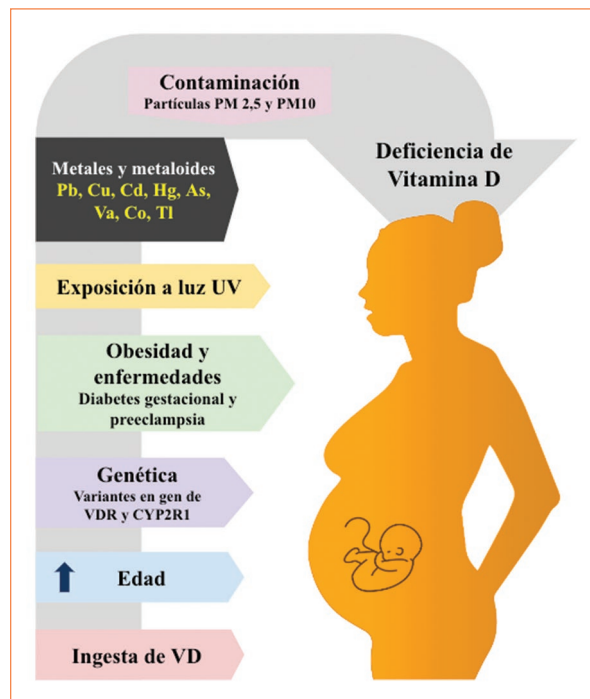 Contaminación
Partículas PM 2,5 y PM10
Metales y metaloides
Pb, Cu, Cd, Hg, As,
Va, Co, Tl
Deficiencia de
Vitamina D
Exposición a luz UV
Obesidad y
enfermedades
Diabetes gestacional y
preeclampsia
Genética
Variantes en gen de
VDR y CYP2R1
Edad
Ingesta de VD